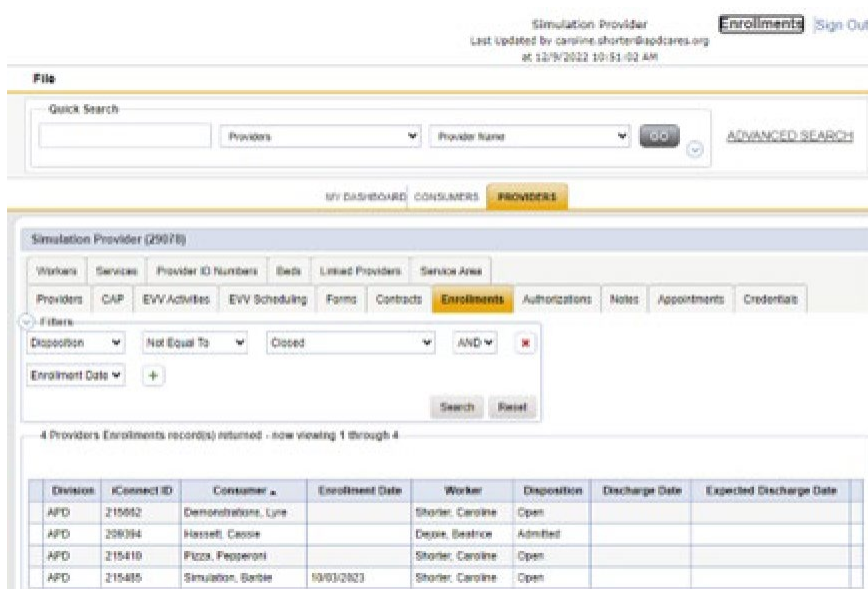 Simulation Provider Enrollments Sign Out
Last Updated by caroline.shorter@apdcares.org
at 12/9/2022 10:51:02 AM
File
Quick Search
Providers Provider Name GO ADVANCED SEARCH
MY DASHBOARD CONSUMERS PROVIDERS
Simulation Provider (29078)
Workers Services Provider ID Numbers Beds Linked Providers Service Area
Providers CAP EVV Activities EVV Scheduling Forms Contracts Enrollments Authorizations Notes Appointments Credentials
Filters
Disposition Not Equal To Closed AND
Enrollment Date +
Search Reset
4 Providers Enrollments record(s) returned - now viewing 1 through 4
Division iConnect ID Consumer Enrollment Date Worker Disposition Discharge Date Expected Discharge Date
APD Demonstrations, Lyre Shorter, Caroline Open
APD 209394 Hassett, Cassie Beatrice Admitted
APD 215410 Pizza, Pepperoni Shorter, Caroline Open
APD 215485 Simulation, Barbie 10/03/2023 Shorter, Caroline Open